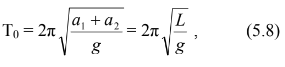 T₀ = 2π√((a₁ + a₂)/g) = 2π√(L/g) , (5.8)